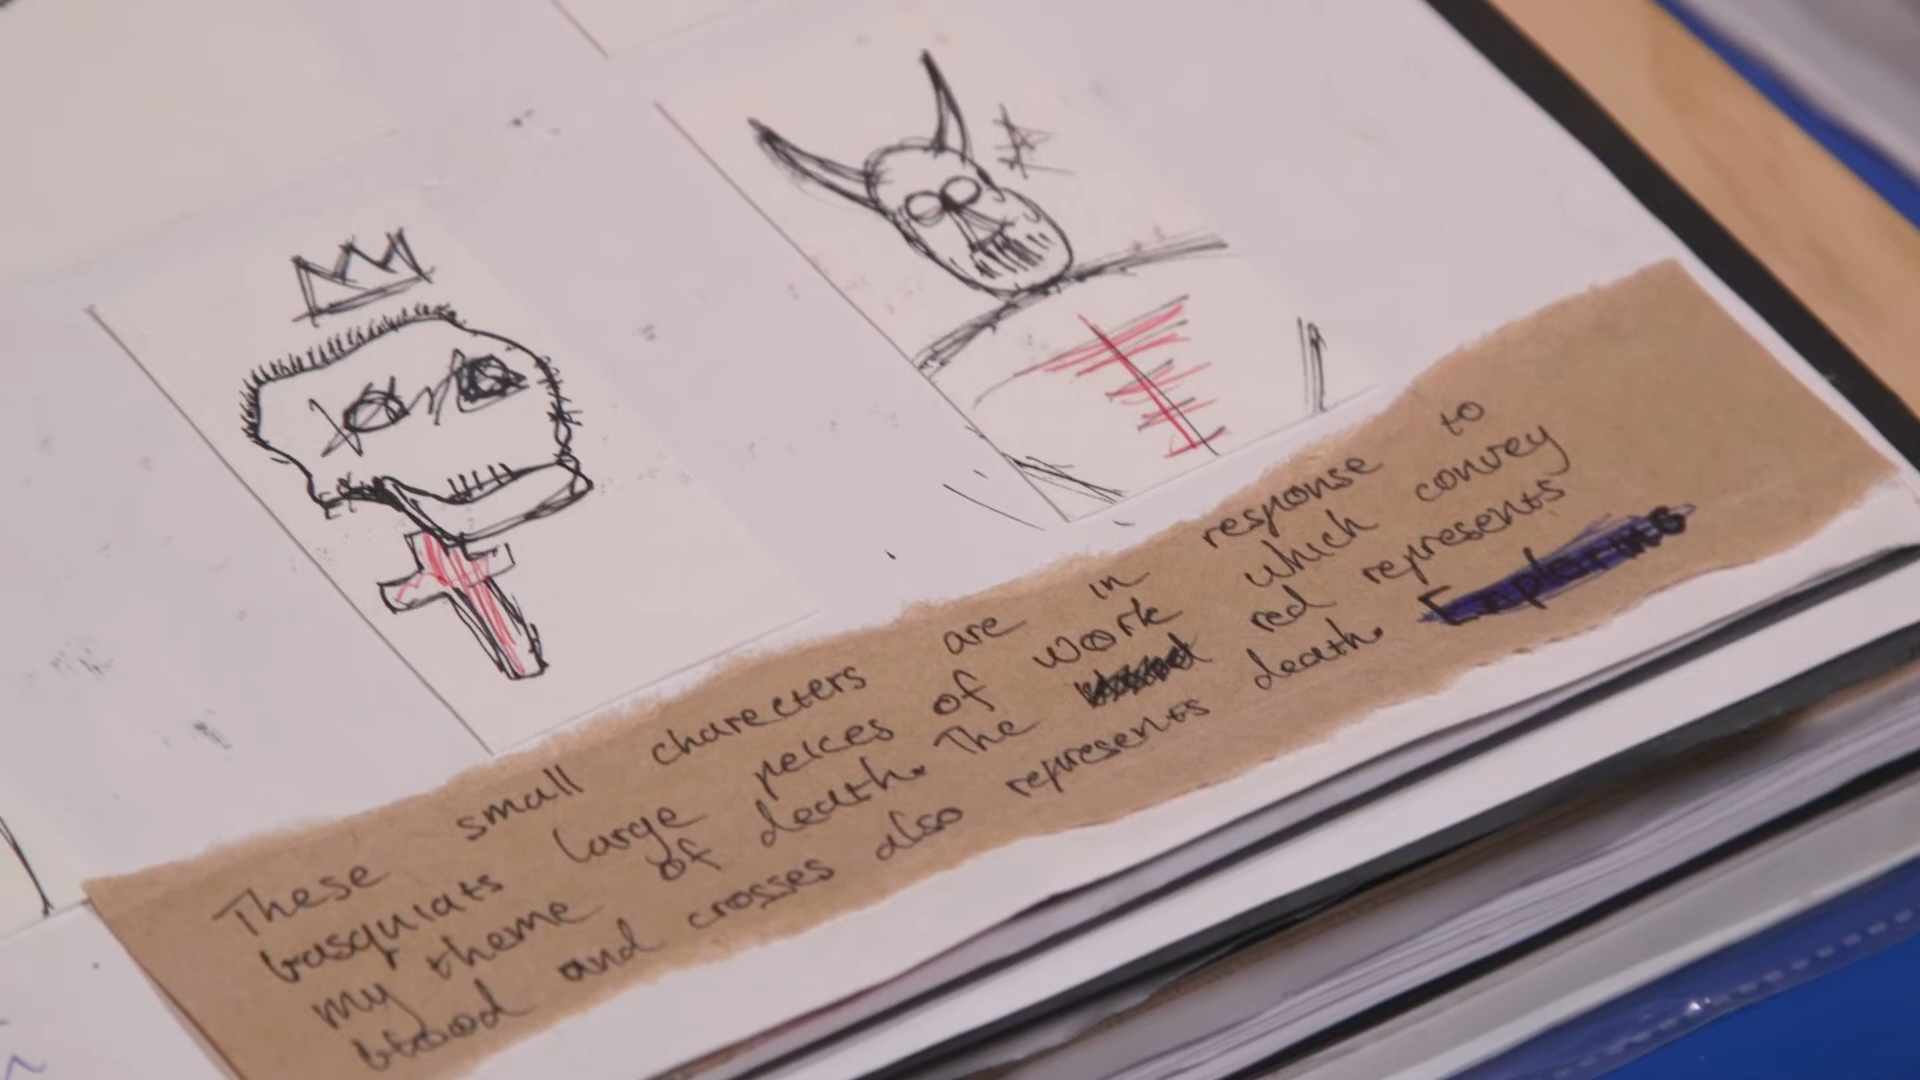 These small charecters are in response to
basquiats large peices of work which convey
my theme of death. The red represents
blood and crosses also represents death.